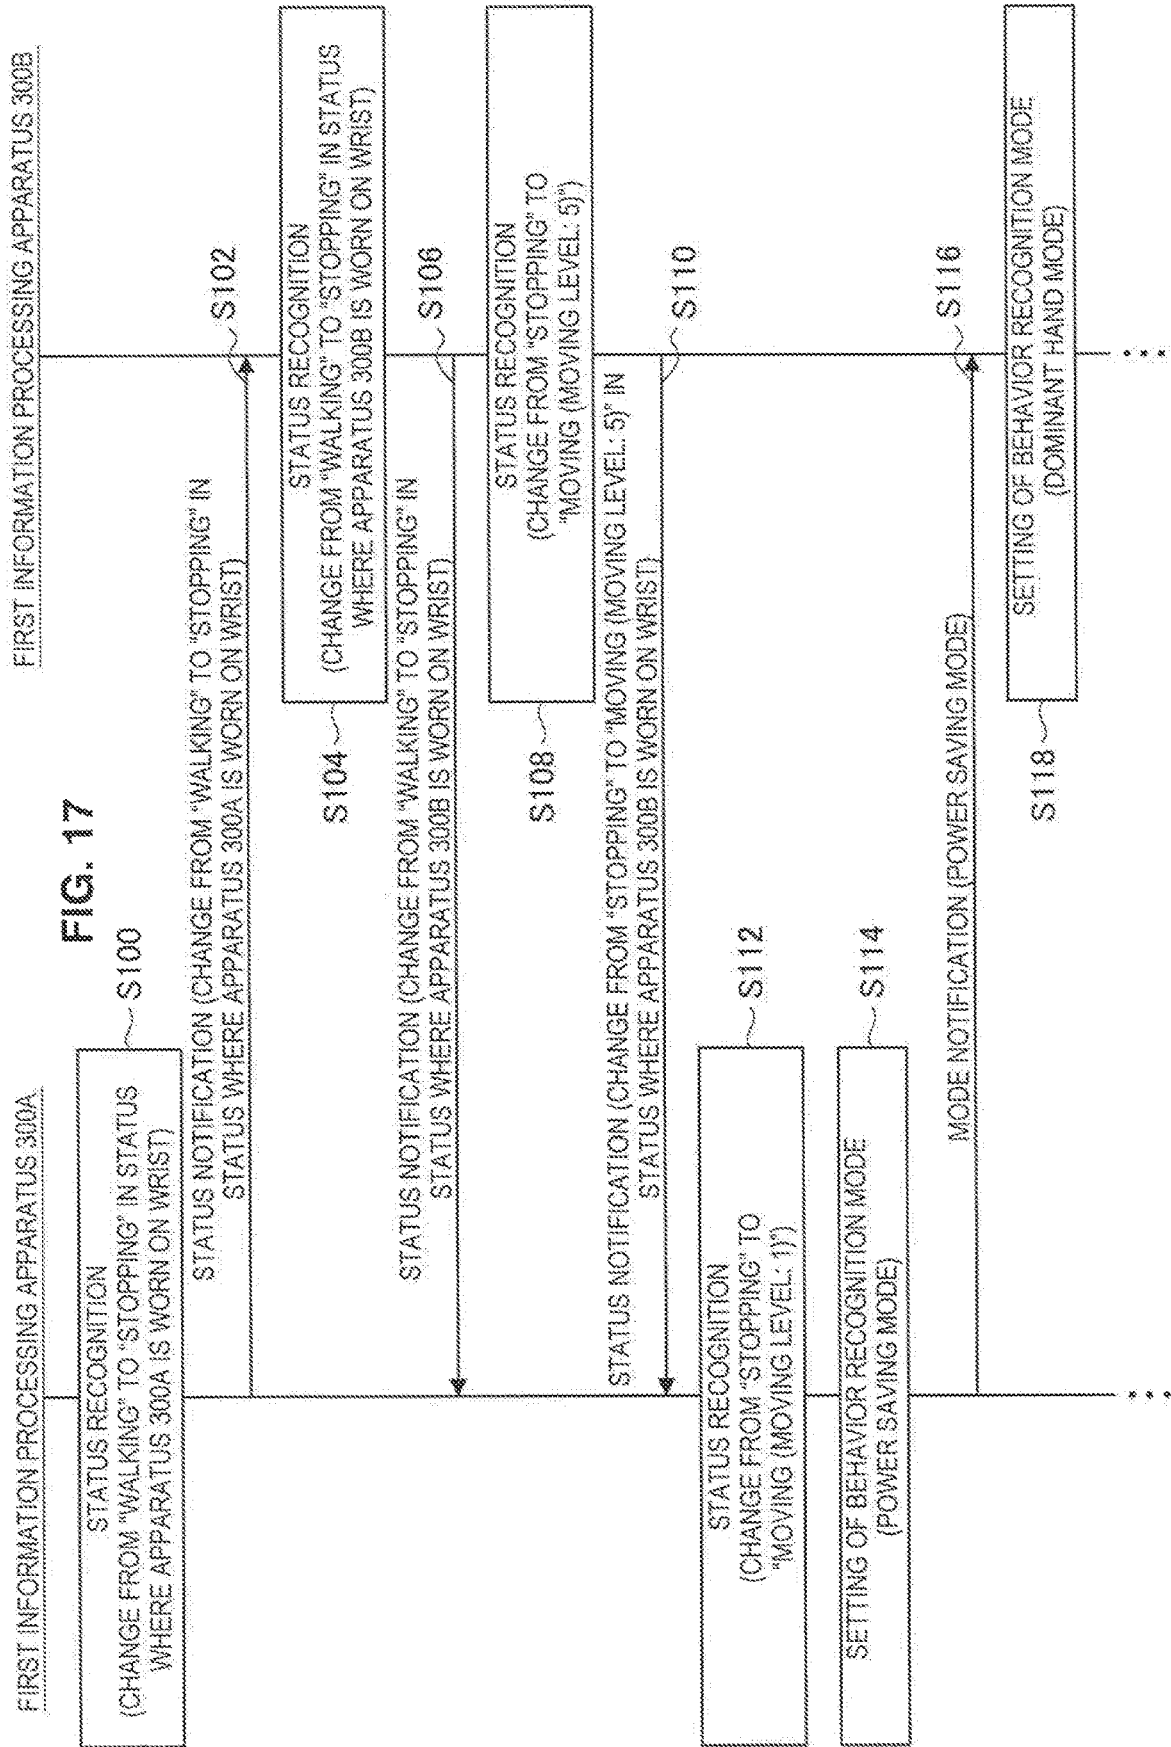 FIG. 17
FIRST INFORMATION PROCESSING APPARATUS 300A
FIRST INFORMATION PROCESSING APPARATUS 300B
STATUS RECOGNITION
(CHANGE FROM "WALKING" TO "STOPPING" IN STATUS
WHERE APPARATUS 300A IS WORN ON WRIST)
S100
STATUS NOTIFICATION (CHANGE FROM "WALKING" TO "STOPPING" IN
STATUS WHERE APPARATUS 300A IS WORN ON WRIST)
S102
STATUS RECOGNITION
(CHANGE FROM "WALKING" TO "STOPPING" IN STATUS
WHERE APPARATUS 300B IS WORN ON WRIST)
S104
STATUS NOTIFICATION (CHANGE FROM "WALKING" TO "STOPPING" IN
STATUS WHERE APPARATUS 300B IS WORN ON WRIST)
S106
STATUS RECOGNITION
(CHANGE FROM "STOPPING" TO
"MOVING (MOVING LEVEL: 5)")
S108
STATUS NOTIFICATION (CHANGE FROM "STOPPING" TO "MOVING (MOVING LEVEL: 5)" IN
STATUS WHERE APPARATUS 300B IS WORN ON WRIST)
S110
STATUS RECOGNITION
(CHANGE FROM "STOPPING" TO
"MOVING (MOVING LEVEL: 1)")
S112
SETTING OF BEHAVIOR RECOGNITION MODE
(POWER SAVING MODE)
S114
MODE NOTIFICATION (POWER SAVING MODE)
S116
SETTING OF BEHAVIOR RECOGNITION MODE
(DOMINANT HAND MODE)
S118